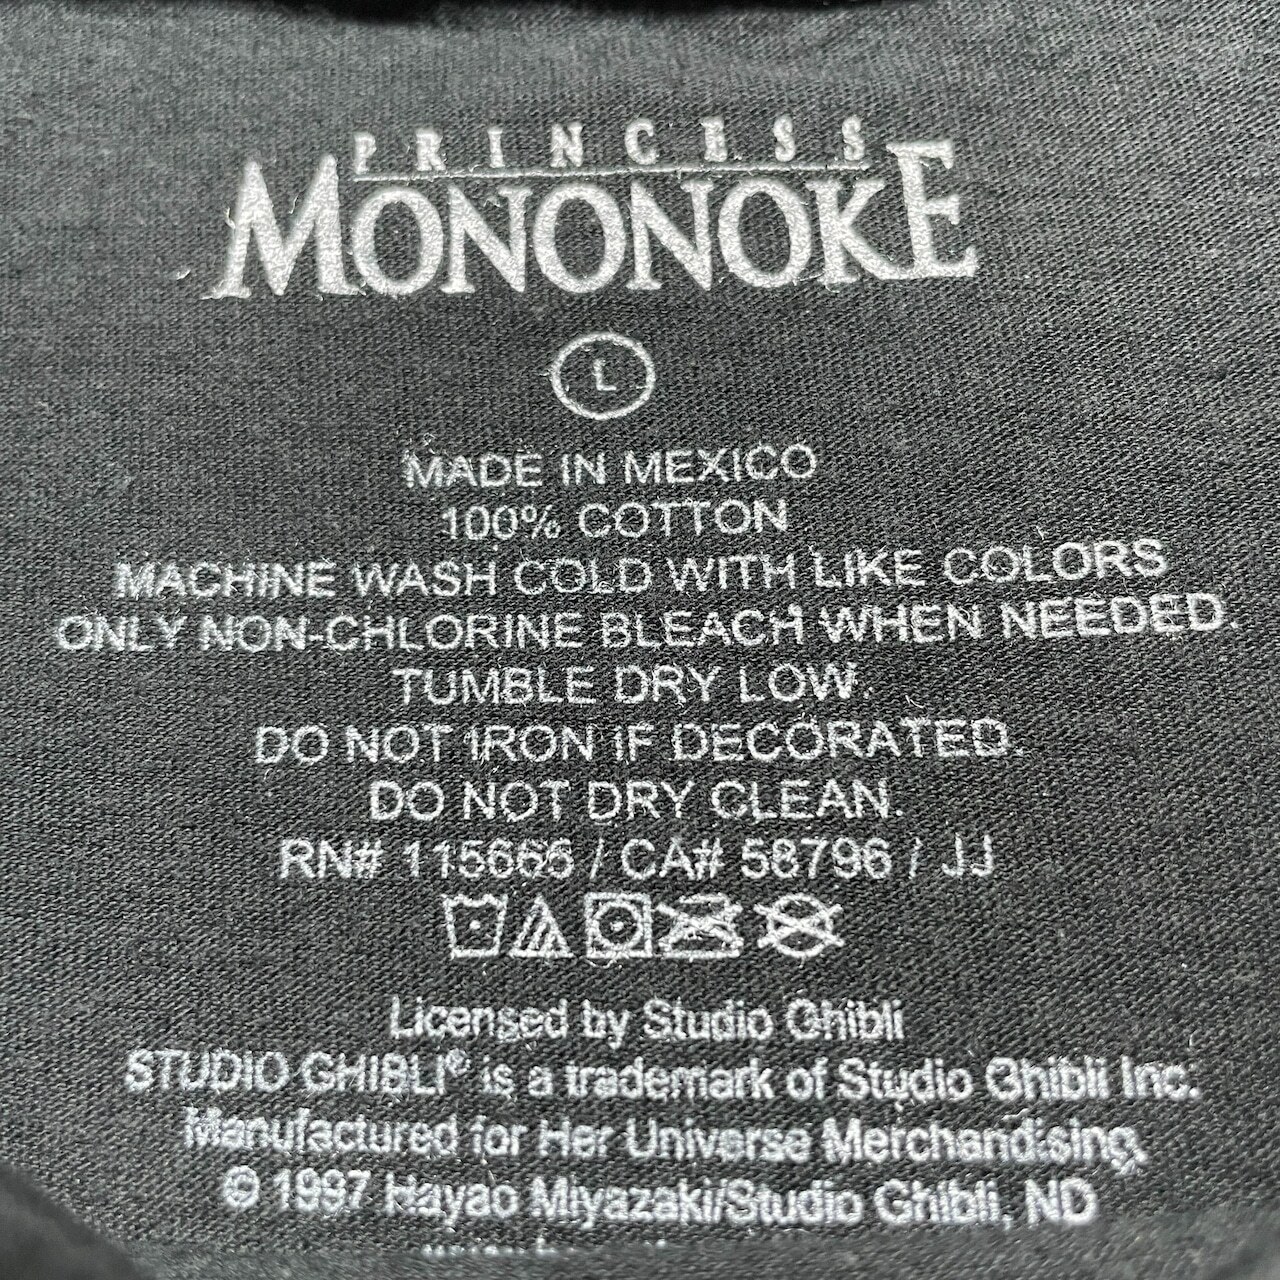 PRINCESS
MONONOKE
L
MADE IN MEXICO
100% COTTON
MACHINE WASH COLD WITH LIKE COLORS
ONLY NON-CHLORINE BLEACH WHEN NEEDED.
TUMBLE DRY LOW.
DO NOT IRON IF DECORATED.
DO NOT DRY CLEAN.
RN# 115666 / CA# 58796 / JJ
Licensed by Studio Ghibli
STUDIO GHIBLI® is a trademark of Studio Ghibli Inc.
Manufactured for Her Universe Merchandising.
© 1997 Hayao Miyazaki/Studio Ghibli, ND